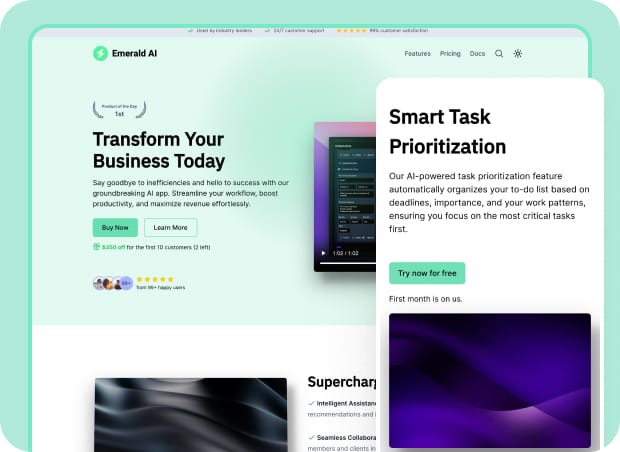 Used by industry leaders
24/7 customer support
99% customer satisfaction
Emerald AI
Features
Pricing
Docs
Product of the Day
1st
Transform Your
Business Today
Say goodbye to inefficiencies and hello to success with our
groundbreaking AI app. Streamline your workflow, boost
productivity, and maximize revenue effortlessly.
Buy Now
Learn More
$350 off for the first 10 customers (2 left)
99+
from 99+ happy users
1:02 / 1:02
Supercharg
Intelligent Assistan
recommendations and i
Seamless Collabora
members and clients in
Smart Task
Prioritization
Our AI-powered task prioritization feature
automatically organizes your to-do list based on
deadlines, importance, and your work patterns,
ensuring you focus on the most critical tasks
first.
Try now for free
First month is on us.